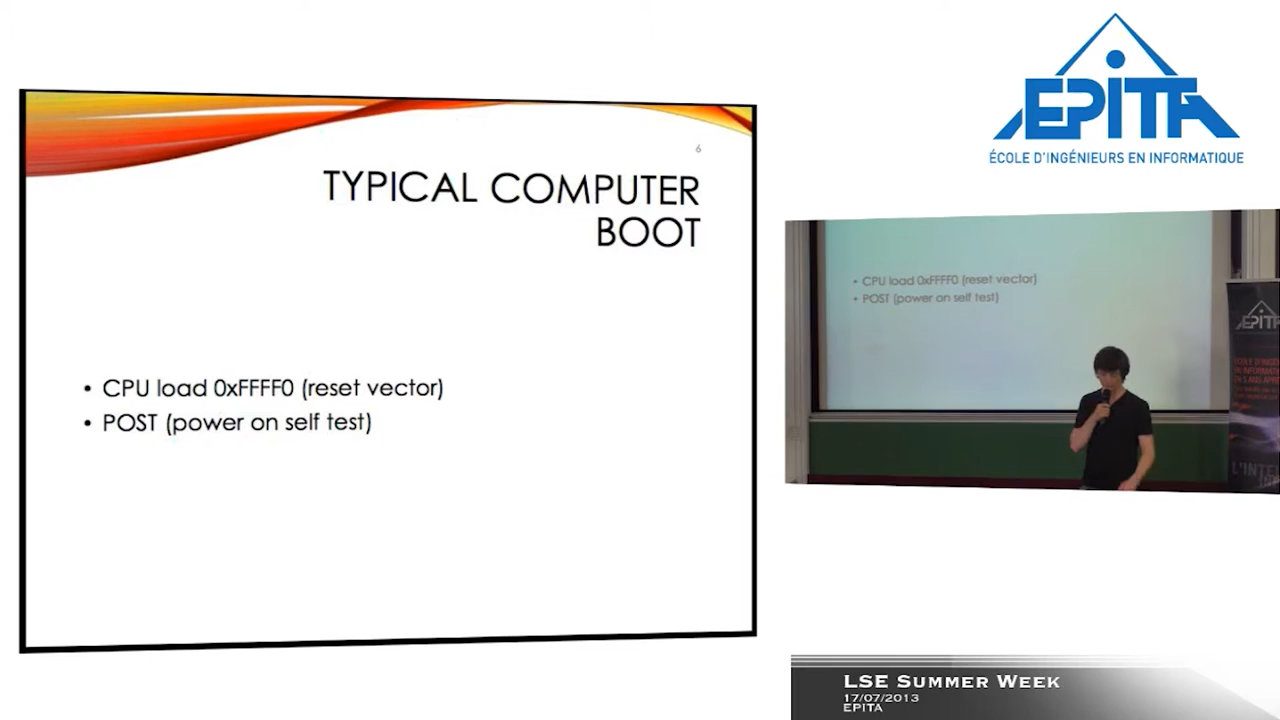 6
TYPICAL COMPUTER
BOOT
• CPU load 0xFFFF0 (reset vector)
• POST (power on self test)
EPITA
ÉCOLE D'INGÉNIEURS EN INFORMATIQUE
• CPU load 0xFFFF0 (reset vector)
• POST (power on self test)
EPITA
LSE Summer Week
17/07/2013
EPITA